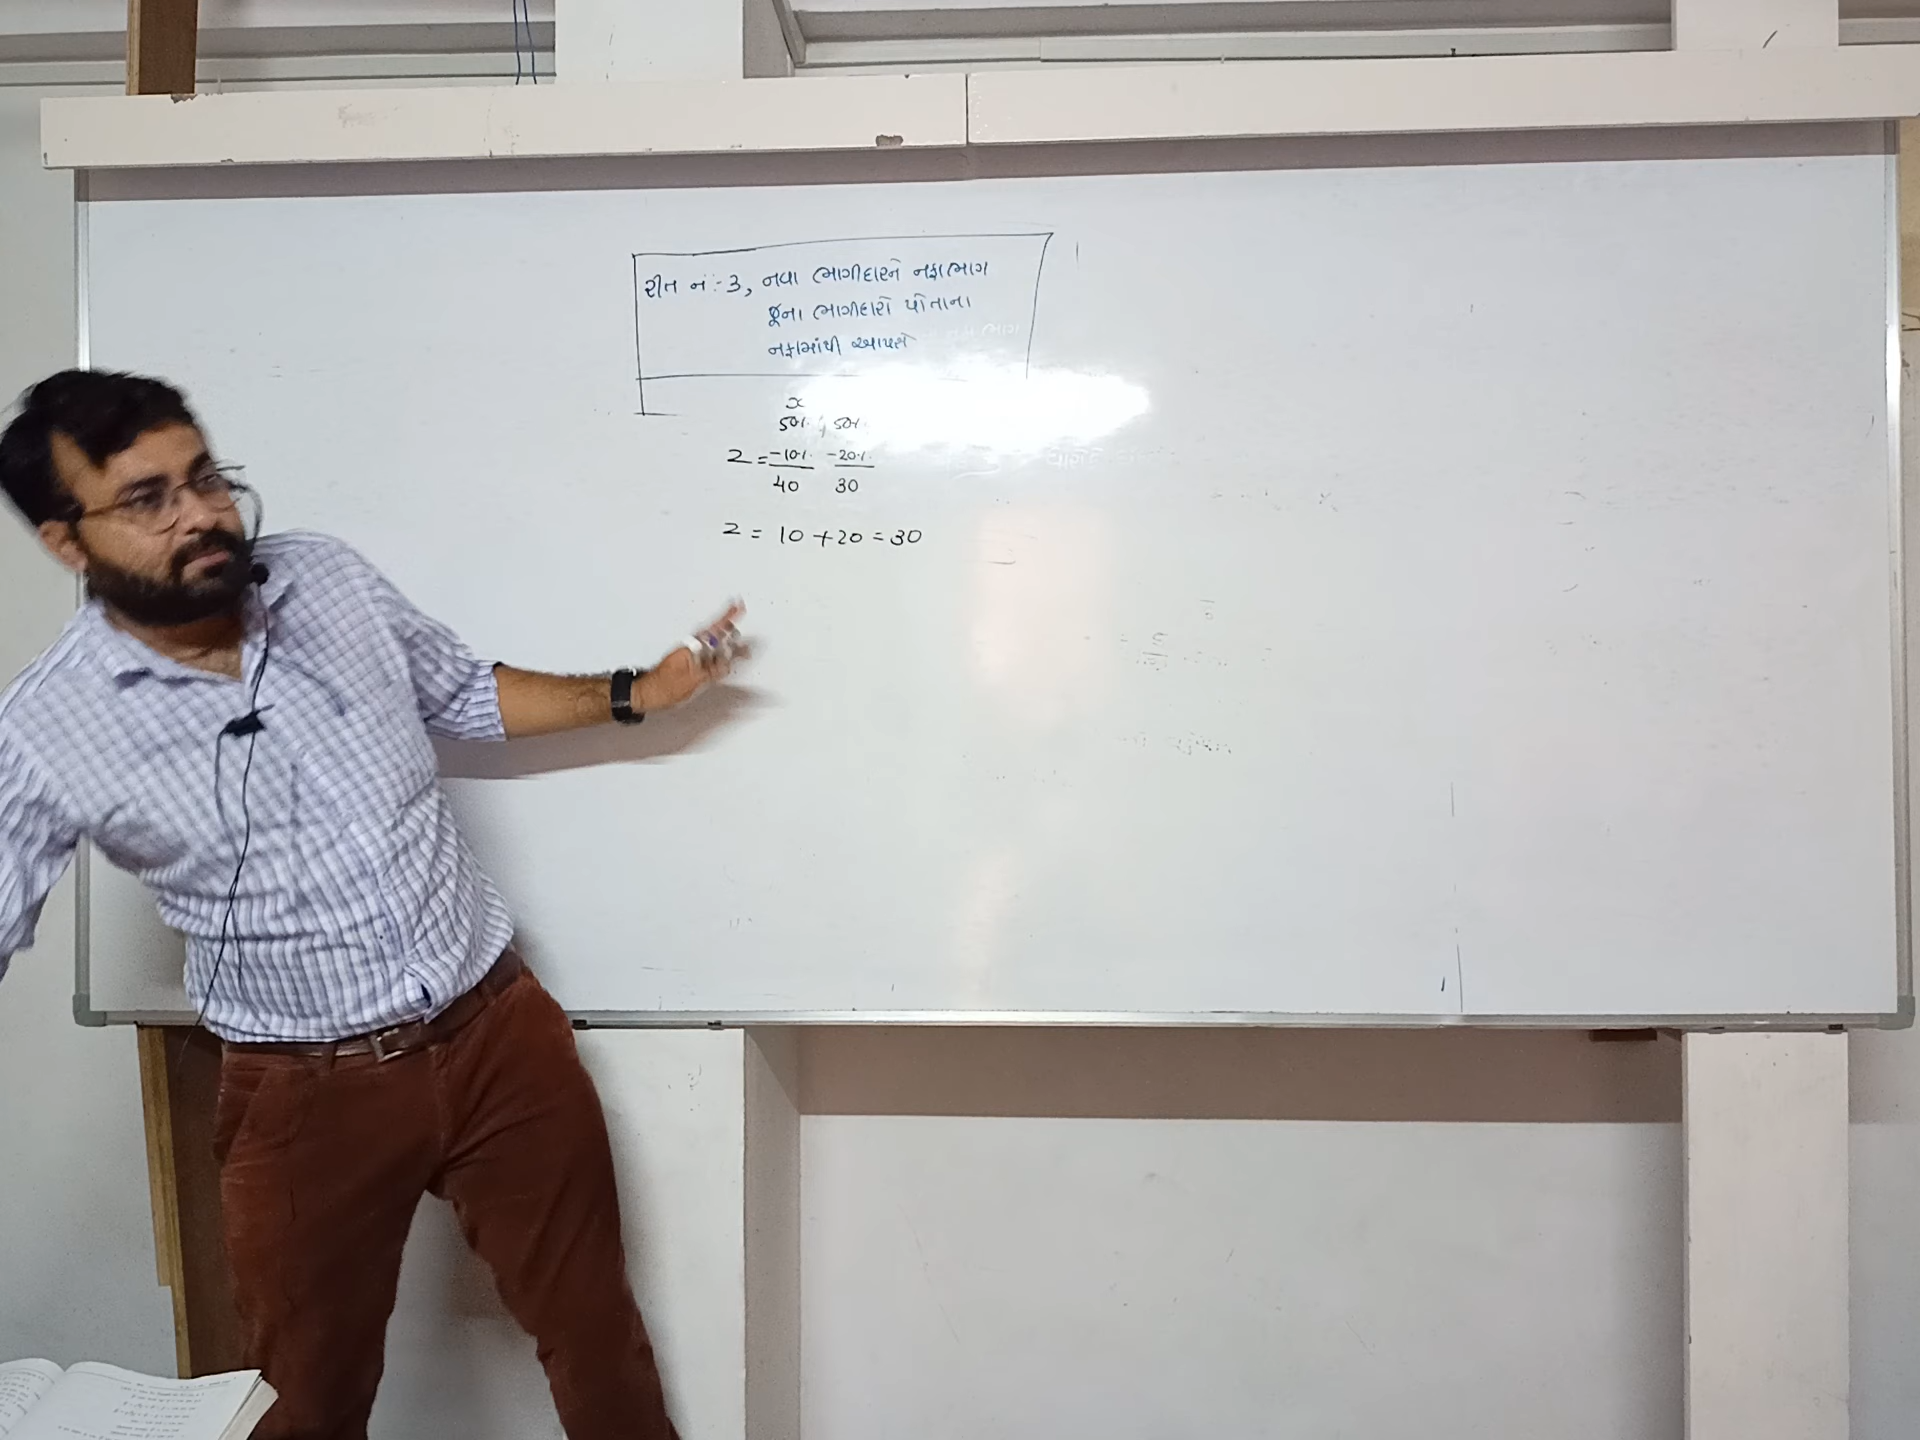 રીત નં :- 3, નવા ભાગીદારને નફાભાગ
જૂના ભાગીદારો પોતાના
નફામાંથી આપશે
x
50%. , 50%.
Z = -10%. -20%.
40 30
Z = 10 + 20 = 30